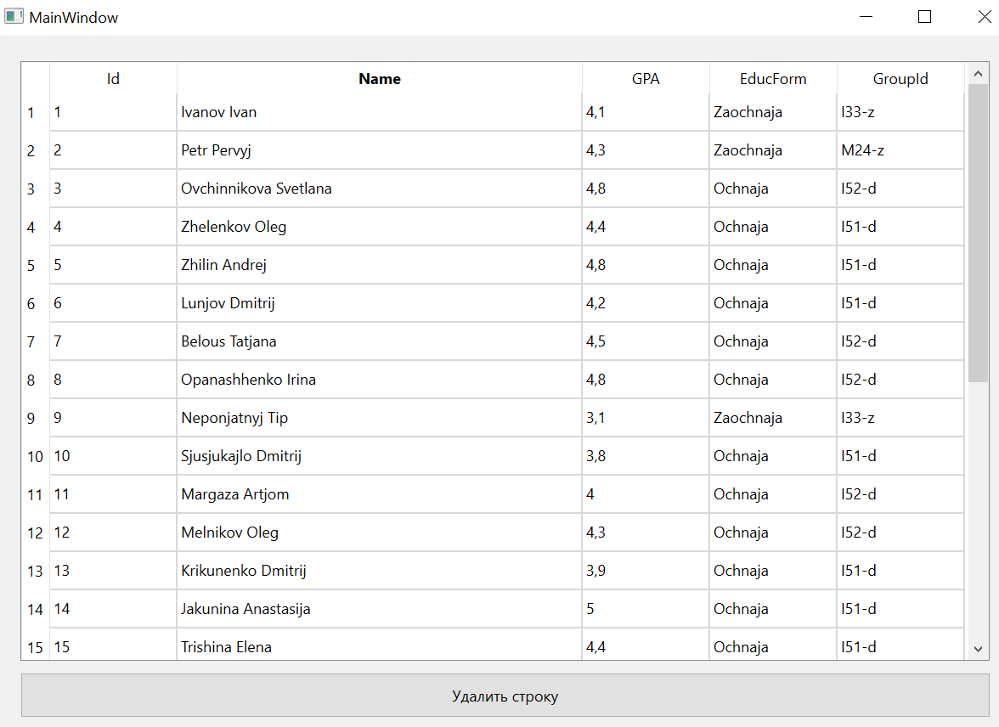 MainWindow
Id Name GPA EducForm GroupId
1 1 Ivanov Ivan 4,1 Zaochnaja I33-z
2 2 Petr Pervyj 4,3 Zaochnaja M24-z
3 3 Ovchinnikova Svetlana 4,8 Ochnaja I52-d
4 4 Zhelenkov Oleg 4,4 Ochnaja I51-d
5 5 Zhilin Andrej 4,8 Ochnaja I51-d
6 6 Lunjov Dmitrij 4,2 Ochnaja I51-d
7 7 Belous Tatjana 4,5 Ochnaja I52-d
8 8 Opanashhenko Irina 4,8 Ochnaja I52-d
9 9 Neponjatnyj Tip 3,1 Zaochnaja I33-z
10 10 Sjusjukajlo Dmitrij 3,8 Ochnaja I51-d
11 11 Margaza Artjom 4 Ochnaja I52-d
12 12 Melnikov Oleg 4,3 Ochnaja I52-d
13 13 Krikunenko Dmitrij 3,9 Ochnaja I51-d
14 14 Jakunina Anastasija 5 Ochnaja I51-d
15 15 Trishina Elena 4,4 Ochnaja I51-d
Удалить строку